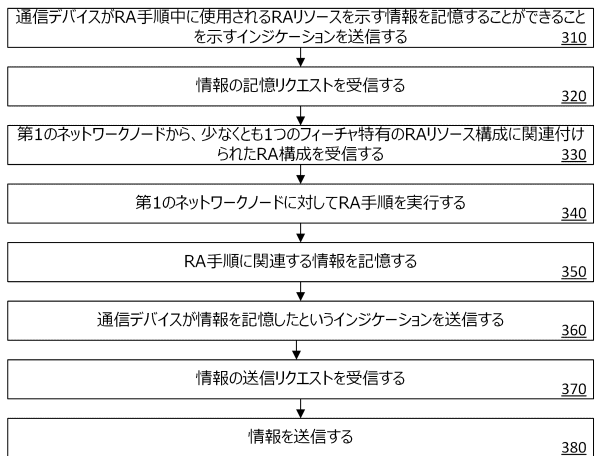 通信デバイスがRA手順中に使用されるRAリソースを示す情報を記憶することができること
を示すインジケーションを送信する
310
情報の記憶リクエストを受信する
320
第1のネットワークノードから、少なくとも1つのフィーチャ特有のRAリソース構成に関連付け
られたRA構成を受信する
330
第1のネットワークノードに対してRA手順を実行する
340
RA手順に関連する情報を記憶する
350
通信デバイスが情報を記憶したというインジケーションを送信する
360
情報の送信リクエストを受信する
370
情報を送信する
380